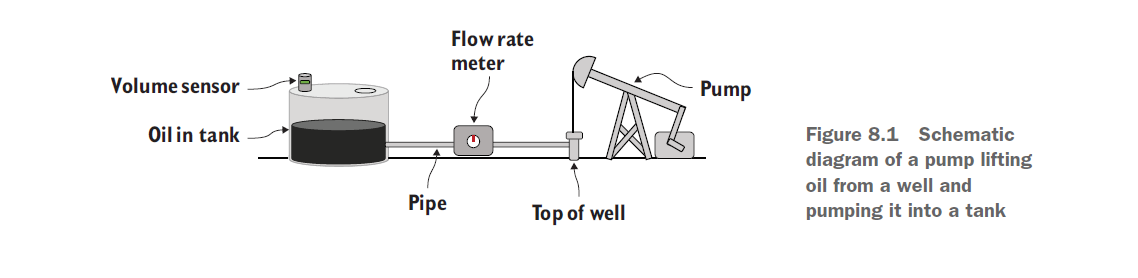 Flow rate
meter
Volume sensor
Pump
Oil in tank
Pipe
Top of well
Figure 8.1 Schematic
diagram of a pump lifting
oil from a well and
pumping it into a tank